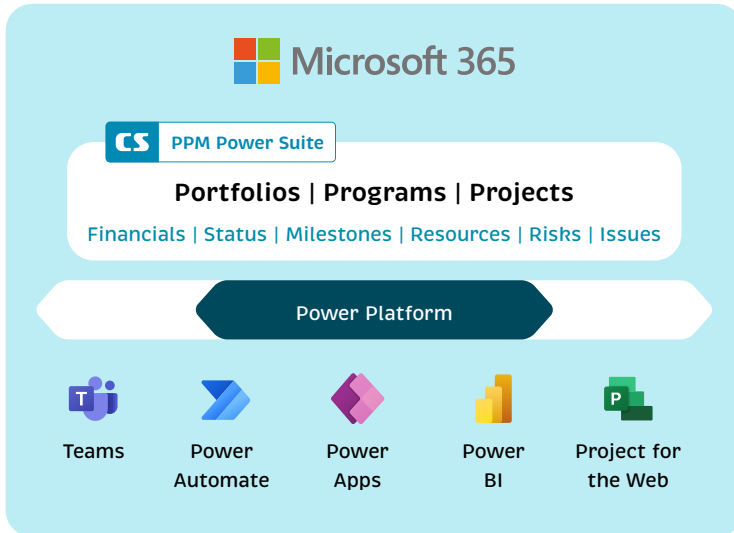 Microsoft 365
CS PPM Power Suite
Portfolios | Programs | Projects
Financials | Status | Milestones | Resources | Risks | Issues
Power Platform
T
P
Teams
Power Automate
Power Apps
Power BI
Project for the Web